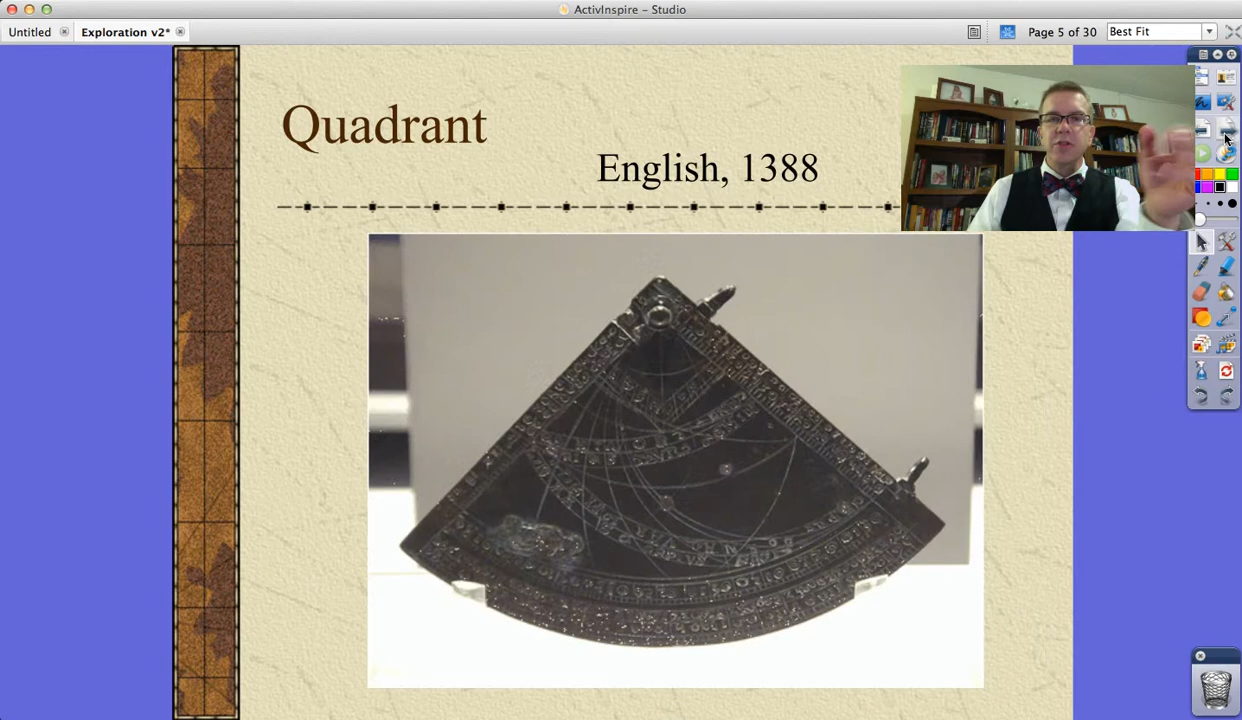 ActivInspire – Studio
Untitled
Exploration v2*
Page 5 of 30
Best Fit
Quadrant
English, 1388